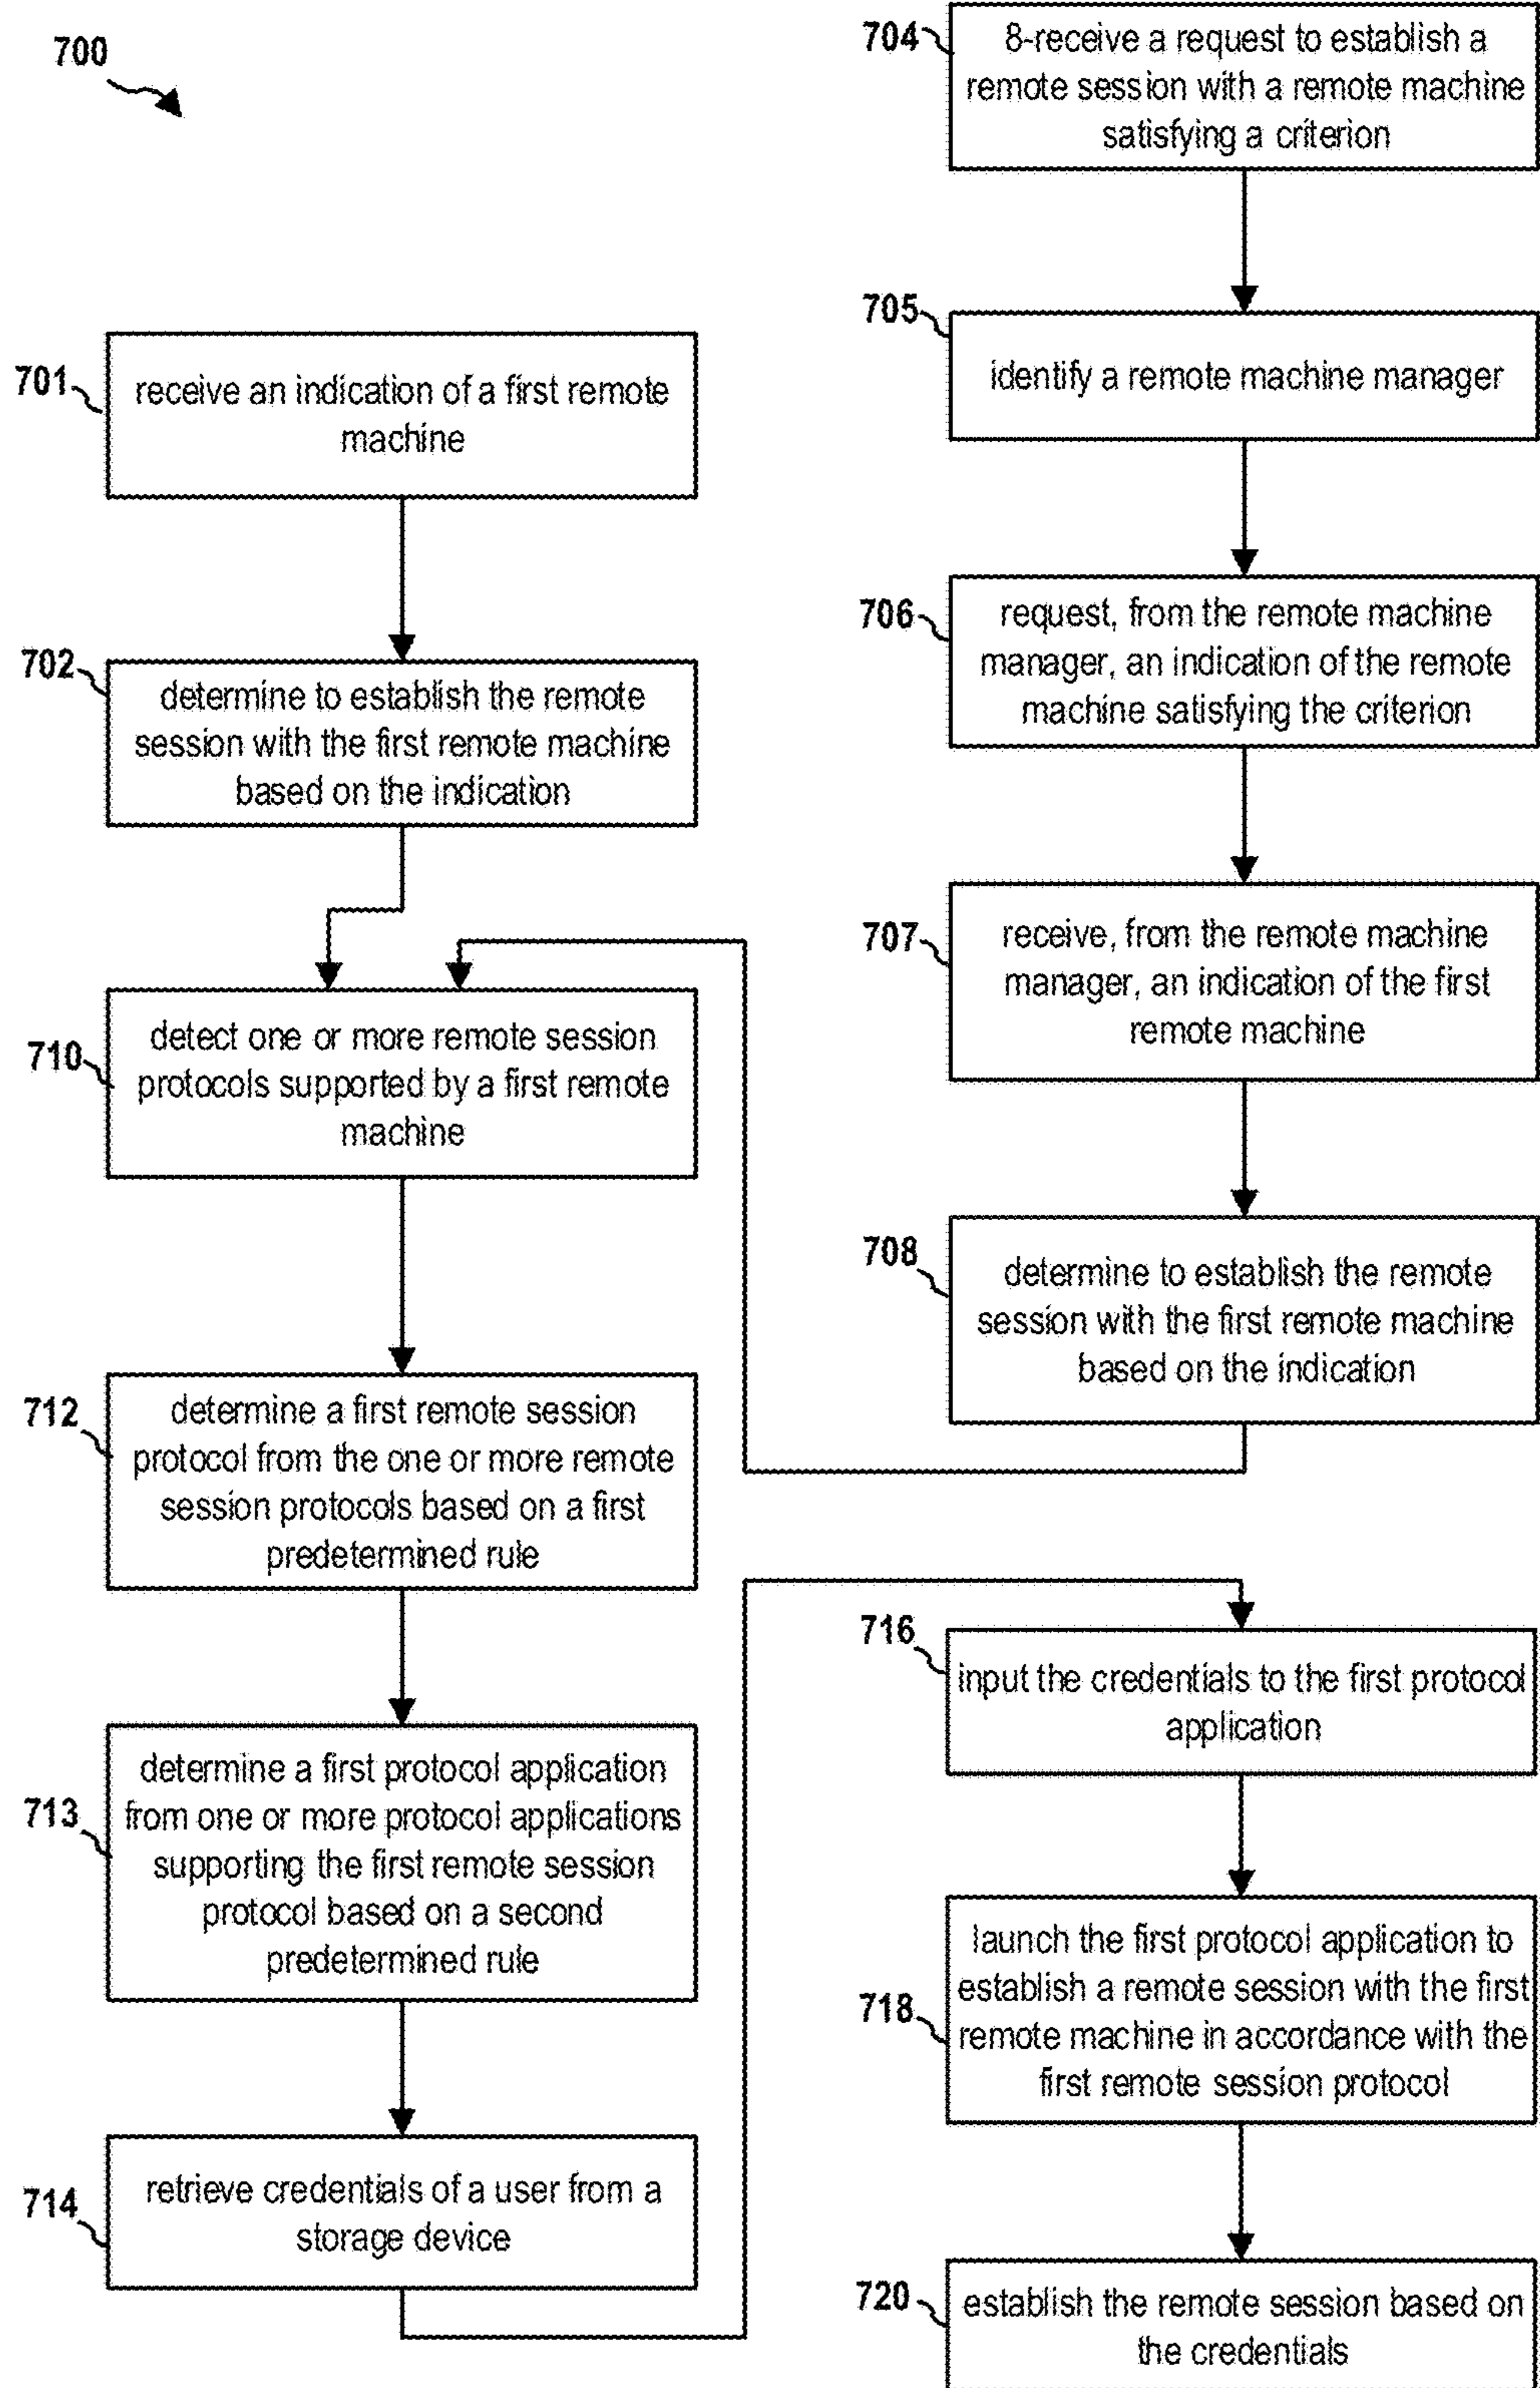 700
701
receive an indication of a first remote
machine
702
determine to establish the remote
session with the first remote machine
based on the indication
704
8-receive a request to establish a
remote session with a remote machine
satisfying a criterion
705
identify a remote machine manager
706
request, from the remote machine
manager, an indication of the remote
machine satisfying the criterion
707
receive, from the remote machine
manager, an indication of the first
remote machine
708
determine to establish the remote
session with the first remote machine
based on the indication
710
detect one or more remote session
protocols supported by a first remote
machine
712
determine a first remote session
protocol from the one or more remote
session protocols based on a first
predetermined rule
713
determine a first protocol application
from one or more protocol applications
supporting the first remote session
protocol based on a second
predetermined rule
714
retrieve credentials of a user from a
storage device
716
input the credentials to the first protocol
application
718
launch the first protocol application to
establish a remote session with the first
remote machine in accordance with the
first remote session protocol
720
establish the remote session based on
the credentials